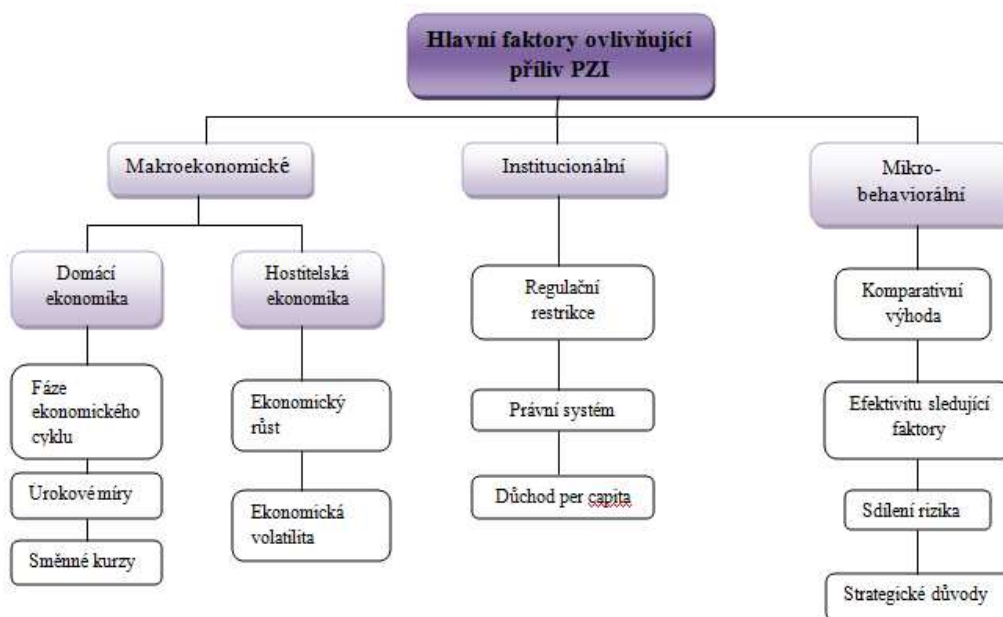 Hlavní faktory ovlivňující
příliv PZI
Makroekonomické
Institucionální
Mikro-
behaviorální
Domácí
ekonomika
Hostitelská
ekonomika
Regulační
restrikce
Komparativní
výhoda
Fáze
ekonomického
cyklu
Ekonomický
růst
Právní systém
Efektivitu sledující
faktory
Urokové míry
Ekonomická
volatilita
Důchod per capita
Sdílení rizika
Směnné kurzy
Strategické důvody